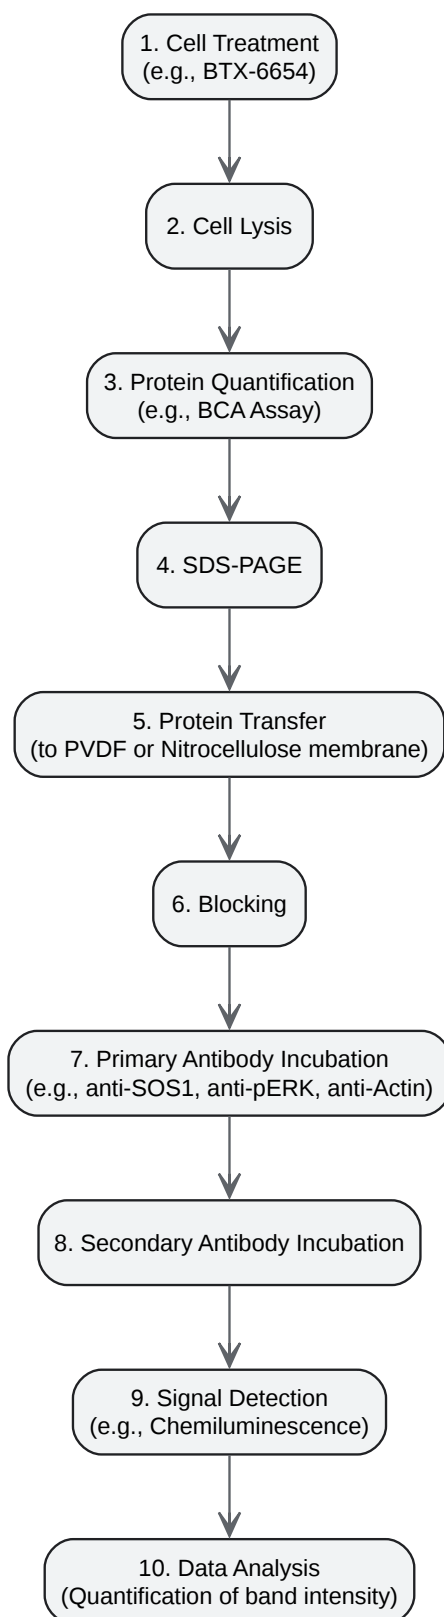 1. Cell Treatment
(e.g., BTX-6654)
2. Cell Lysis
3. Protein Quantification
(e.g., BCA Assay)
4. SDS-PAGE
5. Protein Transfer
(to PVDF or Nitrocellulose membrane)
6. Blocking
7. Primary Antibody Incubation
(e.g., anti-SOS1, anti-pERK, anti-Actin)
8. Secondary Antibody Incubation
9. Signal Detection
(e.g., Chemiluminescence)
10. Data Analysis
(Quantification of band intensity)